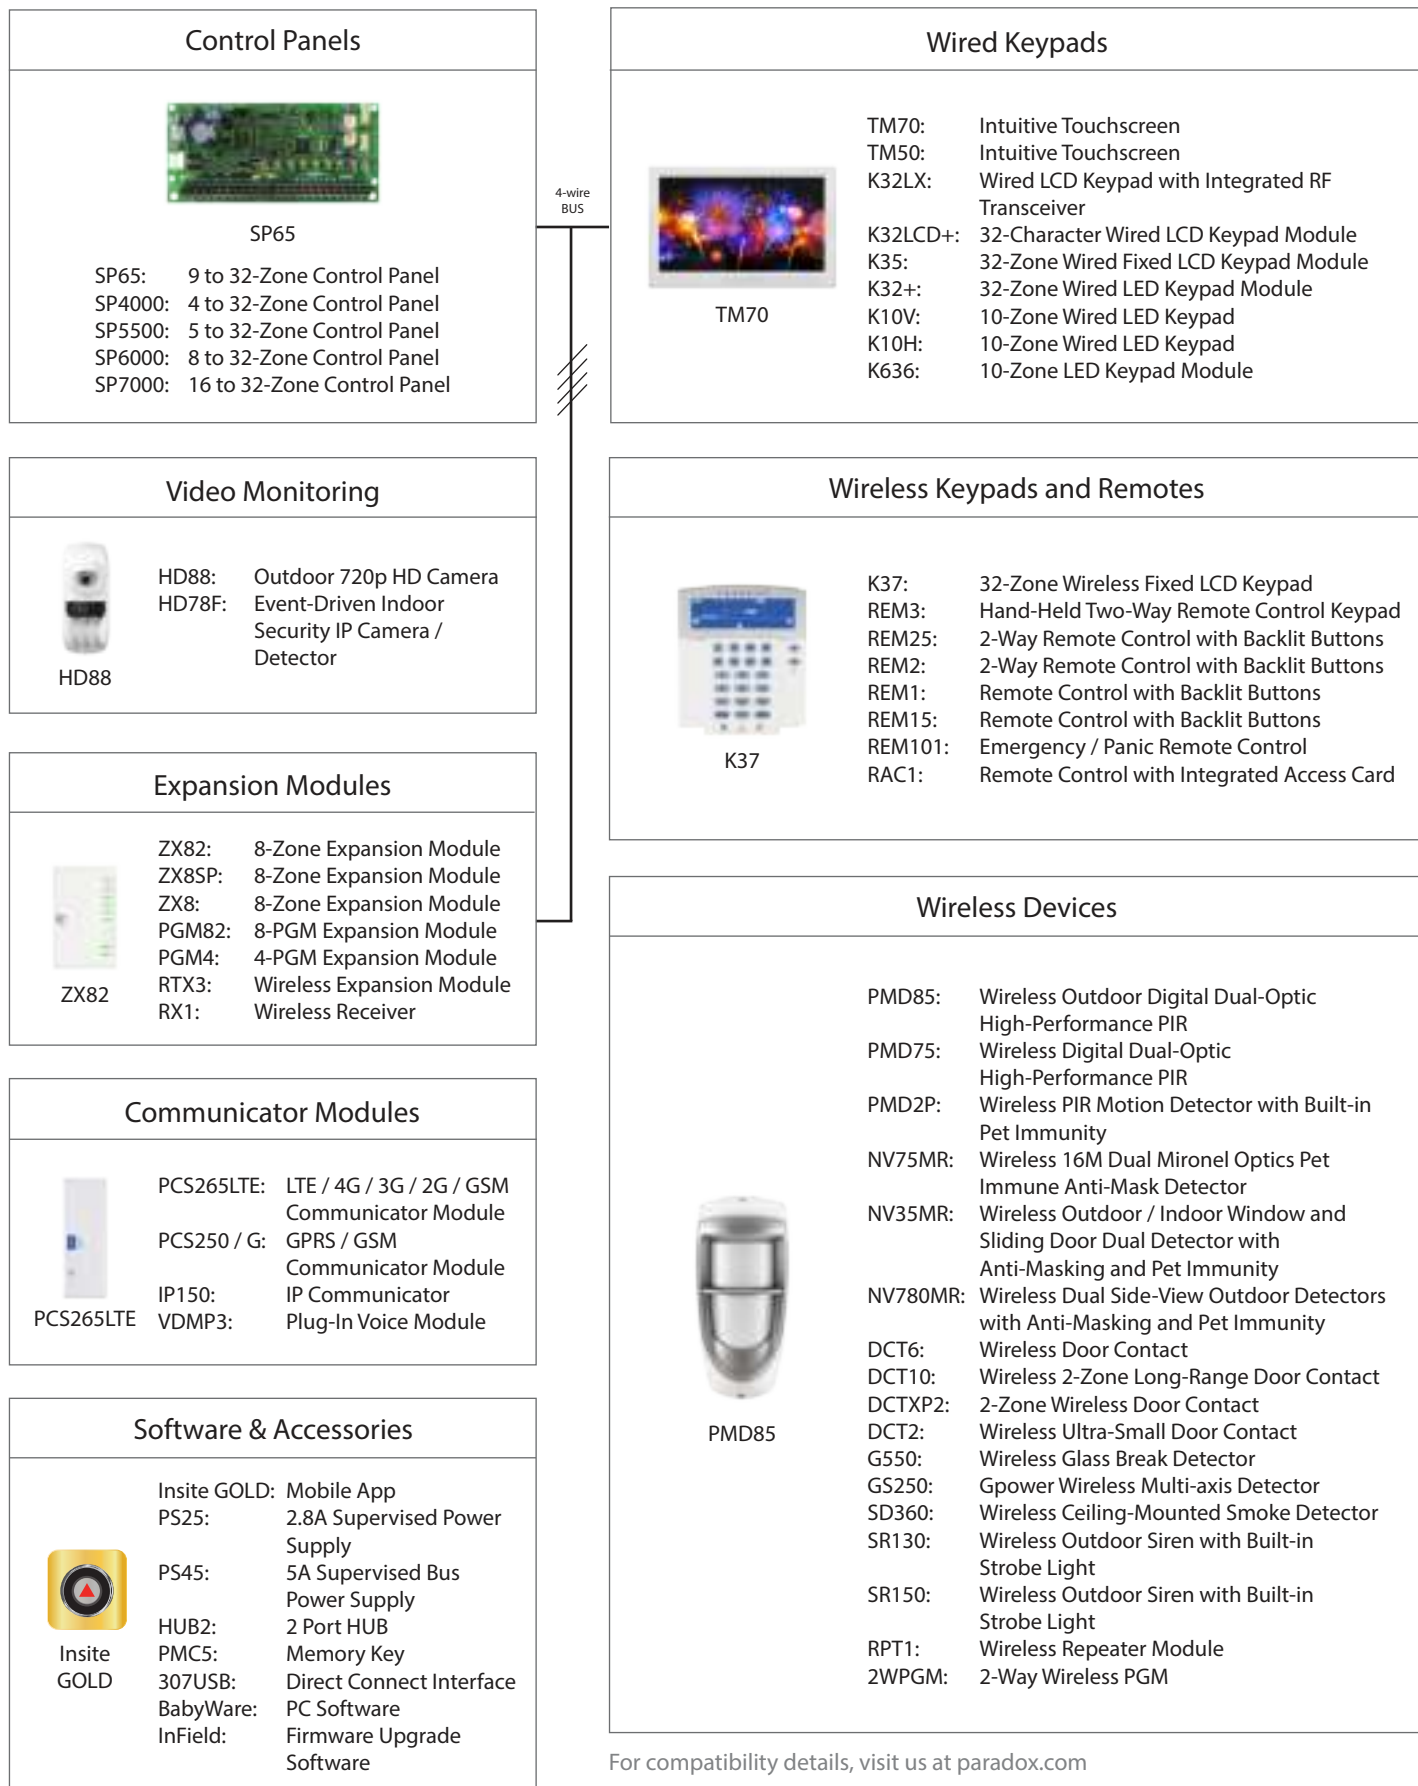 Control Panels
SP65
SP65: 9 to 32-Zone Control Panel
SP4000: 4 to 32-Zone Control Panel
SP5500: 5 to 32-Zone Control Panel
SP6000: 8 to 32-Zone Control Panel
SP7000: 16 to 32-Zone Control Panel
4-wire
BUS
Wired Keypads
TM70
TM70: Intuitive Touchscreen
TM50: Intuitive Touchscreen
K32LX: Wired LCD Keypad with Integrated RF
Transceiver
K32LCD+: 32-Character Wired LCD Keypad Module
K35: 32-Zone Wired Fixed LCD Keypad Module
K32+: 32-Zone Wired LED Keypad Module
K10V: 10-Zone Wired LED Keypad
K10H: 10-Zone Wired LED Keypad
K636: 10-Zone LED Keypad Module
Video Monitoring
HD88
HD88: Outdoor 720p HD Camera
HD78F: Event-Driven Indoor
Security IP Camera /
Detector
Wireless Keypads and Remotes
K37
K37: 32-Zone Wireless Fixed LCD Keypad
REM3: Hand-Held Two-Way Remote Control Keypad
REM25: 2-Way Remote Control with Backlit Buttons
REM2: 2-Way Remote Control with Backlit Buttons
REM1: Remote Control with Backlit Buttons
REM15: Remote Control with Backlit Buttons
REM101: Emergency / Panic Remote Control
RAC1: Remote Control with Integrated Access Card
Expansion Modules
ZX82
ZX82: 8-Zone Expansion Module
ZX8SP: 8-Zone Expansion Module
ZX8: 8-Zone Expansion Module
PGM82: 8-PGM Expansion Module
PGM4: 4-PGM Expansion Module
RTX3: Wireless Expansion Module
RX1: Wireless Receiver
Communicator Modules
PCS265LTE
PCS265LTE: LTE / 4G / 3G / 2G / GSM
Communicator Module
PCS250 / G: GPRS / GSM
Communicator Module
IP150: IP Communicator
VDMP3: Plug-In Voice Module
Software & Accessories
Insite
GOLD
Insite GOLD: Mobile App
PS25: 2.8A Supervised Power
Supply
PS45: 5A Supervised Bus
Power Supply
HUB2: 2 Port HUB
PMC5: Memory Key
307USB: Direct Connect Interface
BabyWare: PC Software
InField: Firmware Upgrade
Software
Wireless Devices
PMD85
PMD85: Wireless Outdoor Digital Dual-Optic
High-Performance PIR
PMD75: Wireless Digital Dual-Optic
High-Performance PIR
PMD2P: Wireless PIR Motion Detector with Built-in
Pet Immunity
NV75MR: Wireless 16M Dual Mironel Optics Pet
Immune Anti-Mask Detector
NV35MR: Wireless Outdoor / Indoor Window and
Sliding Door Dual Detector with
Anti-Masking and Pet Immunity
NV780MR: Wireless Dual Side-View Outdoor Detectors
with Anti-Masking and Pet Immunity
DCT6: Wireless Door Contact
DCT10: Wireless 2-Zone Long-Range Door Contact
DCTXP2: 2-Zone Wireless Door Contact
DCT2: Wireless Ultra-Small Door Contact
G550: Wireless Glass Break Detector
GS250: Gpower Wireless Multi-axis Detector
SD360: Wireless Ceiling-Mounted Smoke Detector
SR130: Wireless Outdoor Siren with Built-in
Strobe Light
SR150: Wireless Outdoor Siren with Built-in
Strobe Light
RPT1: Wireless Repeater Module
2WPGM: 2-Way Wireless PGM
For compatibility details, visit us at paradox.com